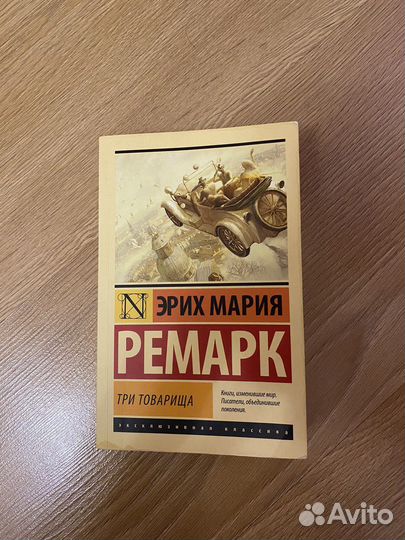 N
ЭРИХ МАРИЯ
РЕМАРК
ТРИ ТОВАРИЩА
Книги, изменившие мир.
Писатели, объединившие
поколения.
ЭКСКЛЮЗИВНАЯ КЛАССИКА
Avito